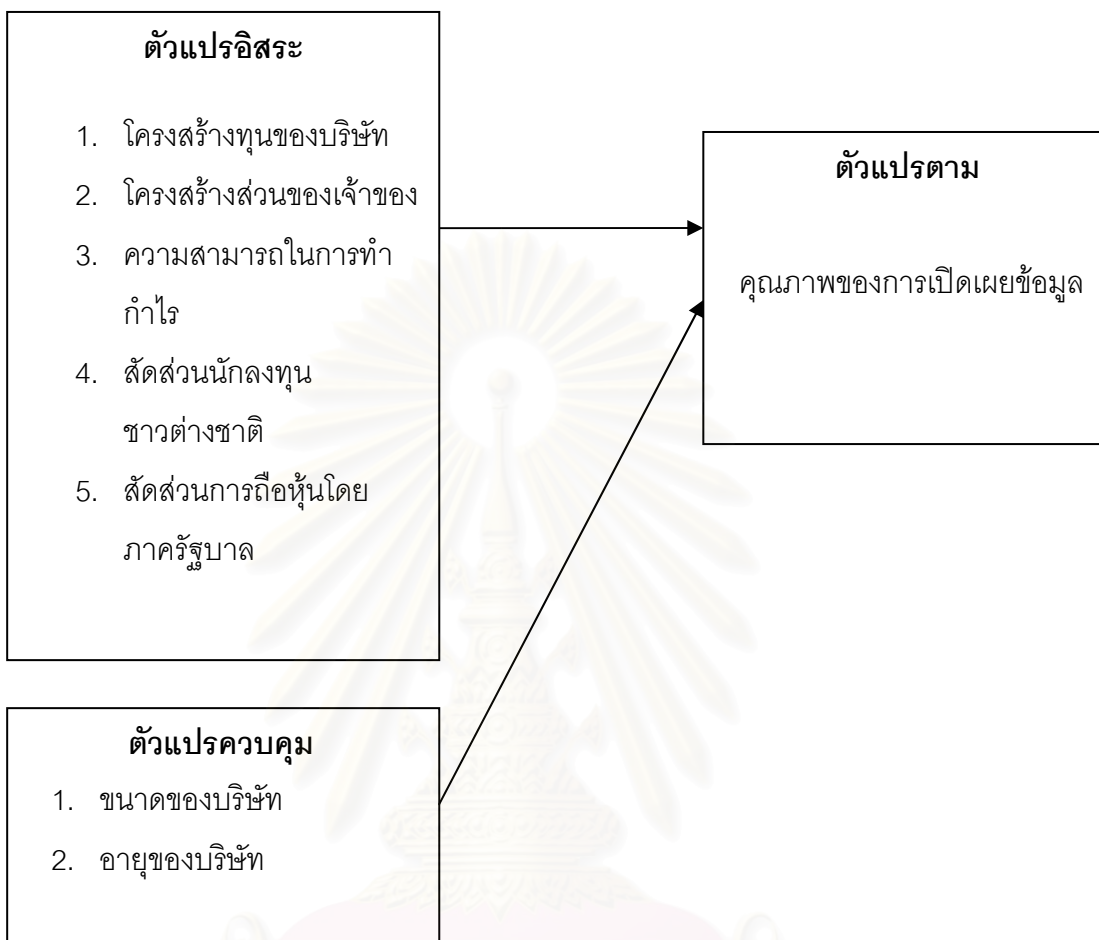 ตัวแปรอิสระ
1. โครงสร้างทุนของบริษัท
2. โครงสร้างส่วนของเจ้าของ
3. ความสามารถในการทำ
กำไร
4. สัดส่วนนักลงทุน
ชาวต่างชาติ
5. สัดส่วนการถือหุ้นโดย
ภาครัฐบาล
ตัวแปรตาม
คุณภาพของการเปิดเผยข้อมูล
ตัวแปรควบคุม
1. ขนาดของบริษัท
2. อายุของบริษัท